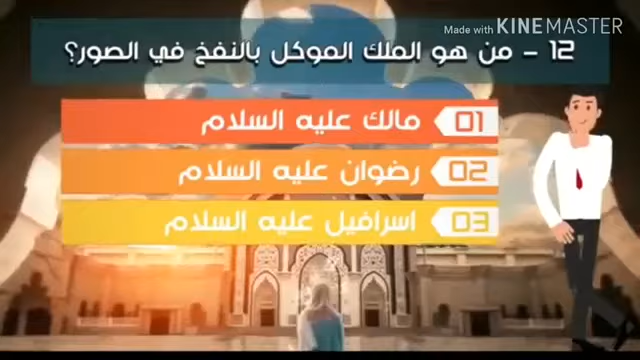 Made with KINEMASTER
12 - من هو الملك الموكل بالنفخ في الصور؟
01 مالك عليه السلام
02 رضوان عليه السلام
03 اسرافيل عليه السلام